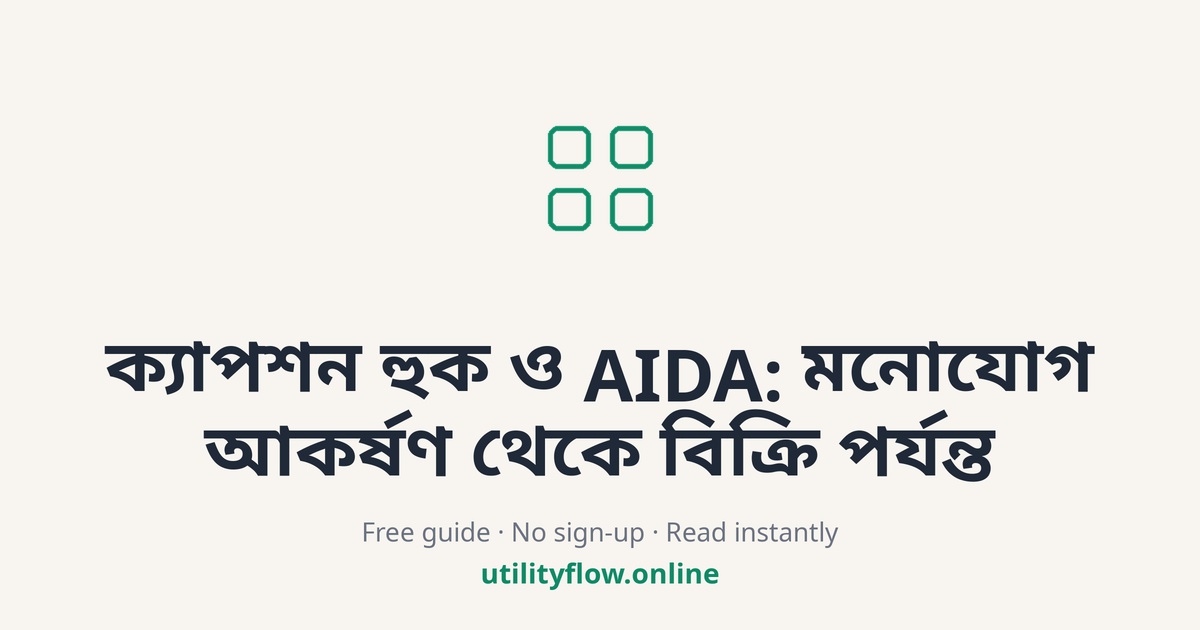 ক্যাপশন হুক ও AIDA: মনোযোগ
আকর্ষণ থেকে বিক্রি পর্যন্ত
Free guide · No sign-up · Read instantly
utilityflow.online